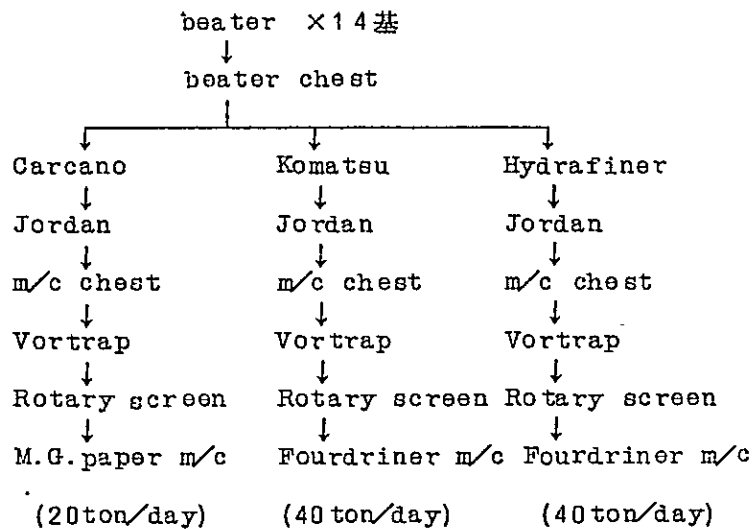 beater ×14基
↓
beater chest
↓ ↓ ↓
Carcano Komatsu Hydrafiner
↓ ↓ ↓
Jordan Jordan Jordan
↓ ↓ ↓
m/c chest m/c chest m/c chest
↓ ↓ ↓
Vortrap Vortrap Vortrap
↓ ↓ ↓
Rotary screen Rotary screen Rotary screen
↓ ↓ ↓
M.G.paper m/c Fourdriner m/c Fourdriner m/c
(20ton/day) (40ton/day) (40ton/day)